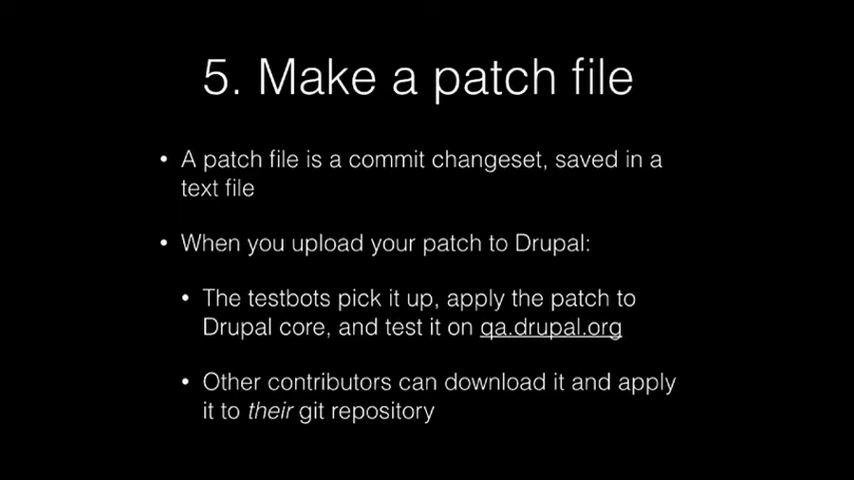 5. Make a patch file
• A patch file is a commit changeset, saved in a
text file
• When you upload your patch to Drupal:
• The testbots pick it up, apply the patch to
Drupal core, and test it on qa.drupal.org
• Other contributors can download it and apply
it to their git repository